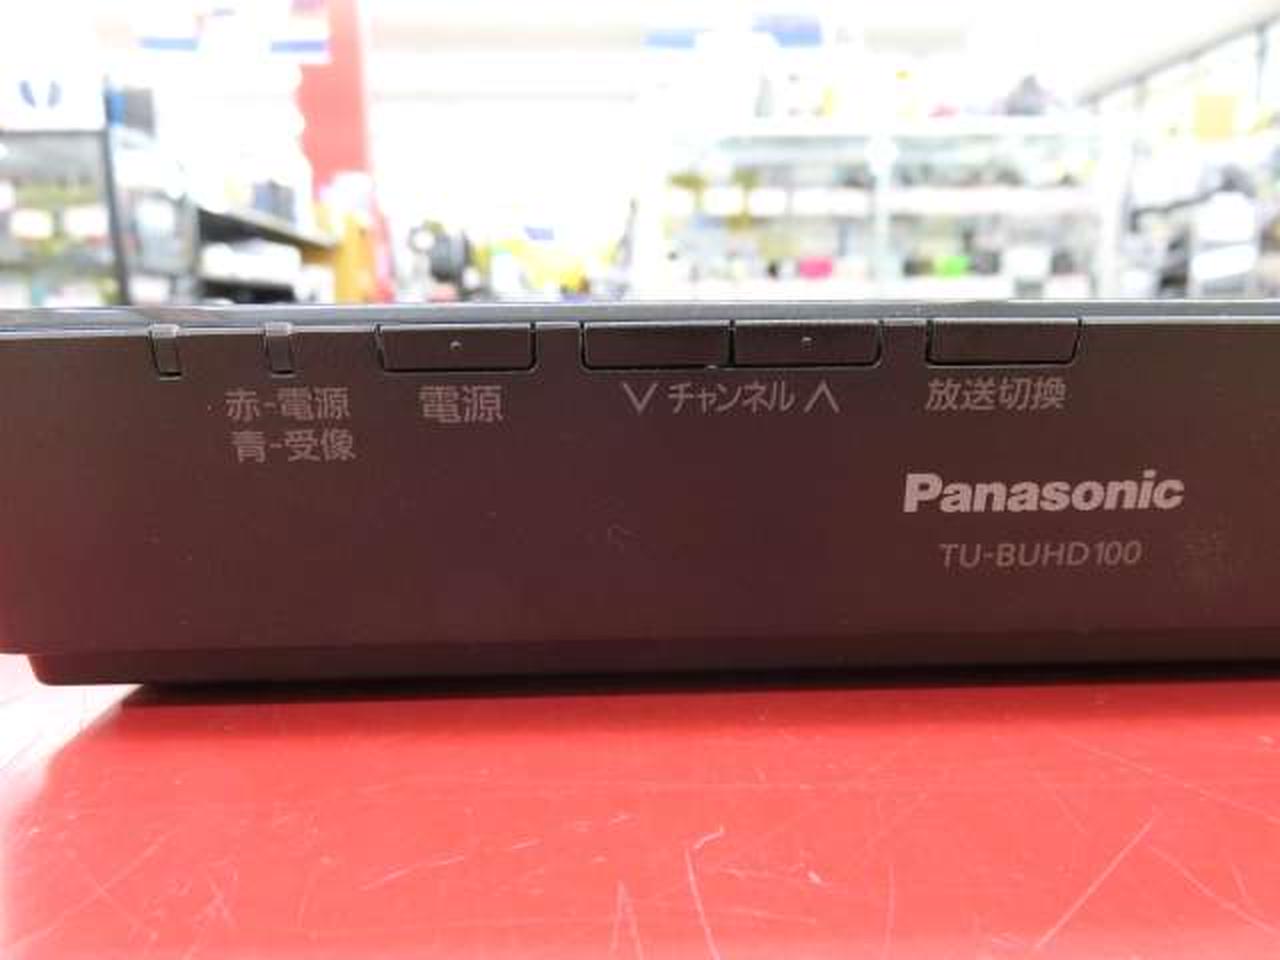 赤-電源
青-受像
電源
∨ チャンネル ∧
放送切換
Panasonic
TU-BUHD100